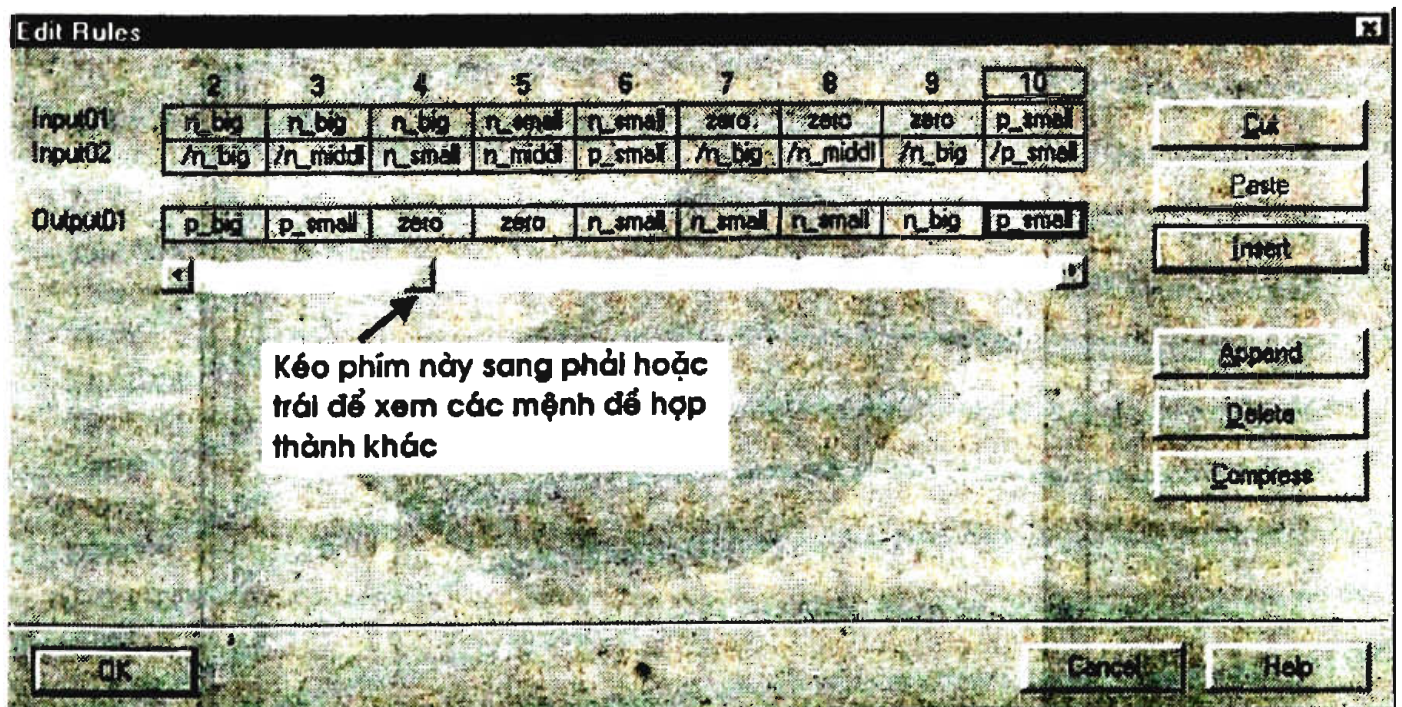 Edit Rules
2 3 4 5 6 7 8 9 10
Input01 n_big n_big n_big n_small n_small zero zero zero p_small
Input02 /n_big /n_middl n_small n_middl p_small /n_big /n_middl /n_big /p_small
Output01 p_big p_small zero zero n_small n_small n_small n_big p_small
Kéo phím này sang phải hoặc
trái để xem các mệnh đề hợp
thành khác
Cut
Paste
Insert
Append
Delete
Compress
OK Cancel Help